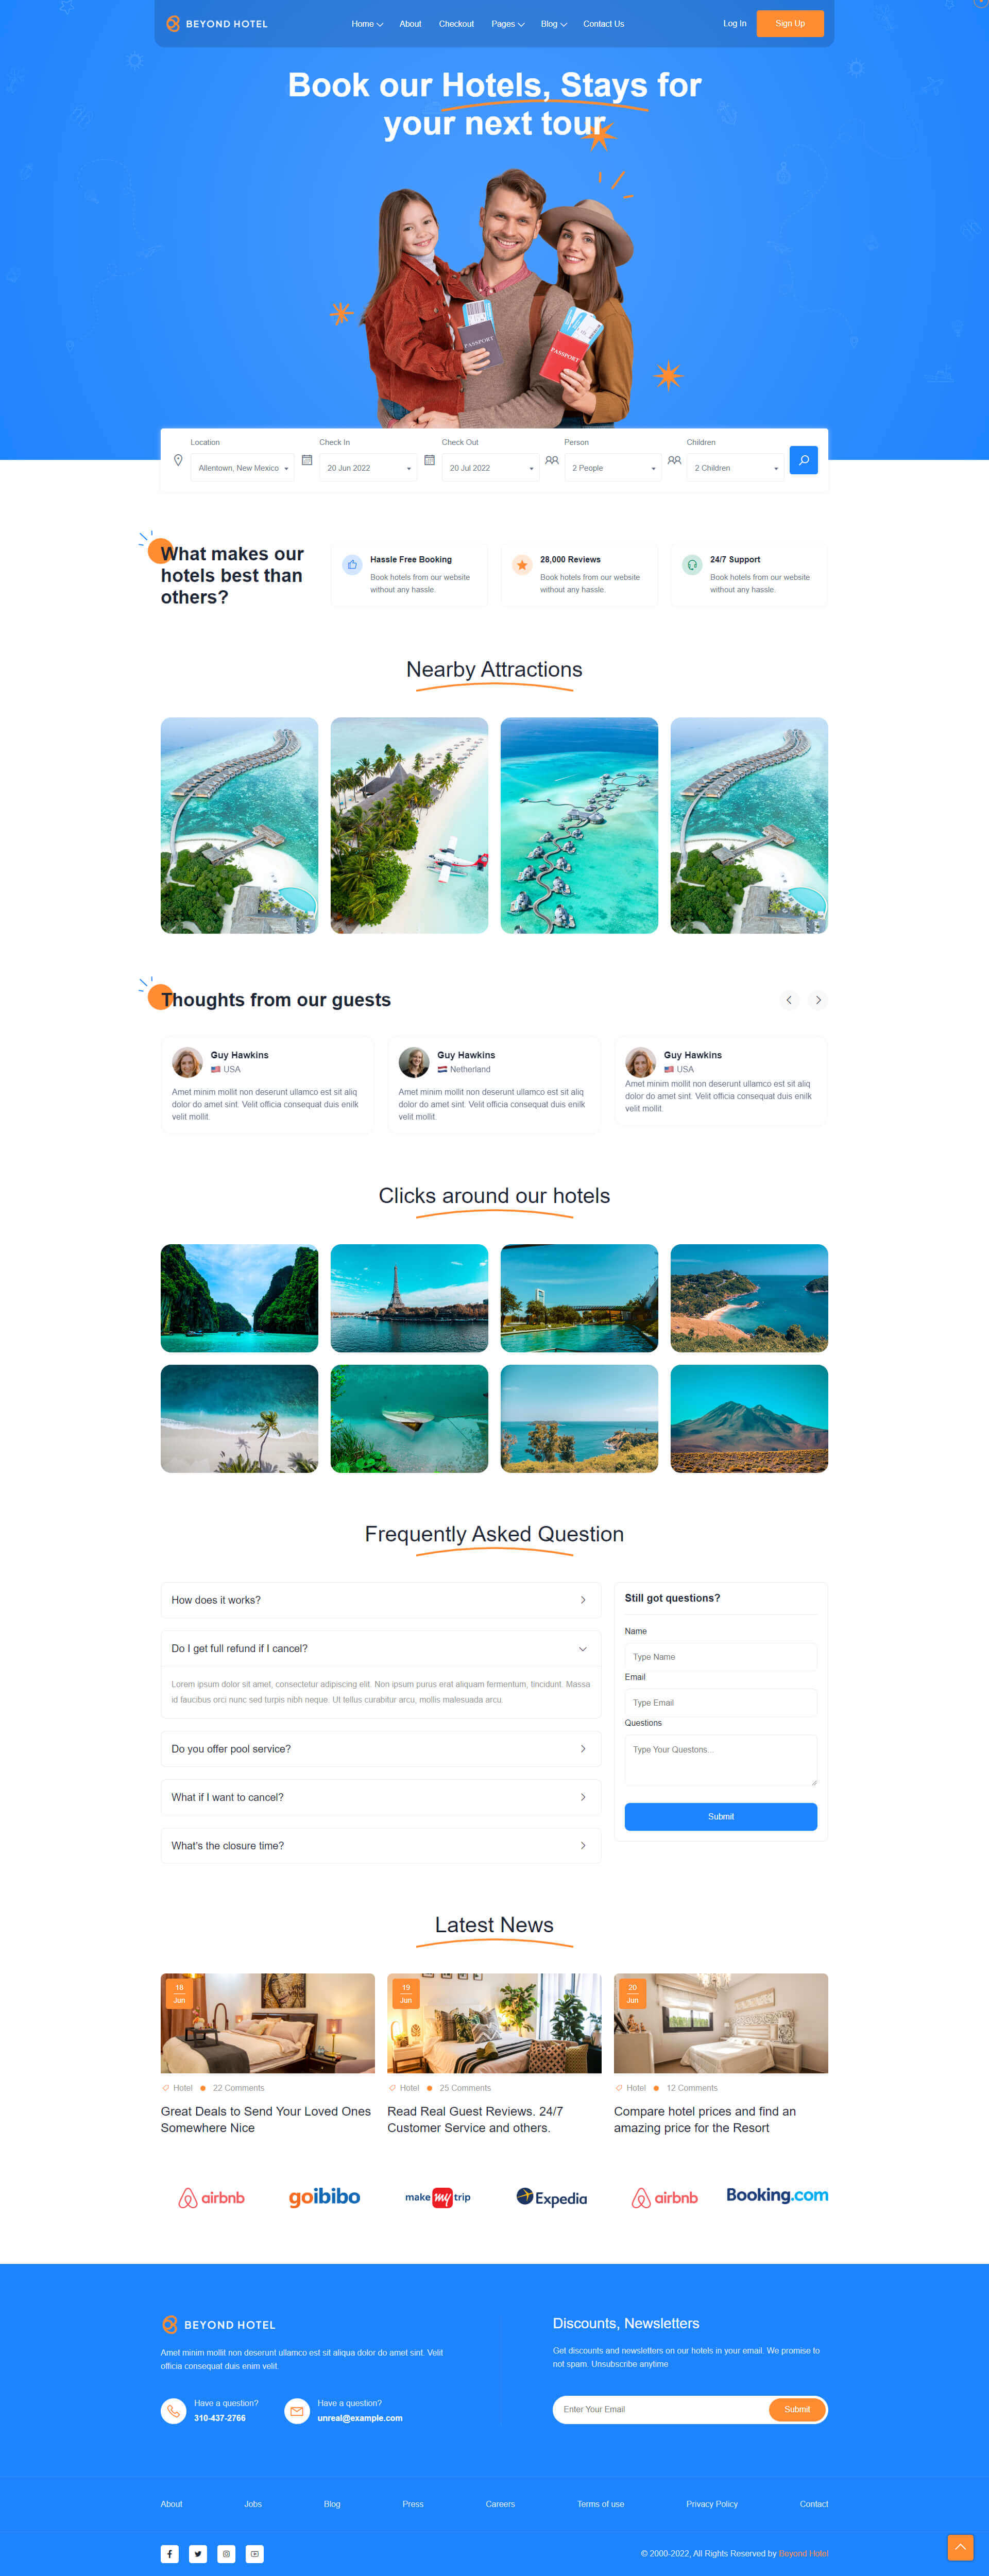 BEYOND HOTEL
Home
About
Checkout
Pages
Blog
Contact Us
Log In
Sign Up
Book our Hotels, Stays for
your next tour
PASSPORT
PASSPORT
Location
Check In
Check Out
Person
Children
Allentown, New Mexico
20 Jun 2022
20 Jul 2022
2 People
2 Children
What makes our
hotels best than
others?
Hassle Free Booking
Book hotels from our website
without any hassle.
28,000 Reviews
Book hotels from our website
without any hassle.
24/7 Support
Book hotels from our website
without any hassle.
Nearby Attractions
Thoughts from our guests
Guy Hawkins
USA
Amet minim mollit non deserunt ullamco est sit aliq
dolor do amet sint. Velit officia consequat duis enilk
velit mollit.
Guy Hawkins
Netherland
Amet minim mollit non deserunt ullamco est sit aliq
dolor do amet sint. Velit officia consequat duis enilk
velit mollit.
Guy Hawkins
USA
Amet minim mollit non deserunt ullamco est sit aliq
dolor do amet sint. Velit officia consequat duis enilk
velit mollit.
Clicks around our hotels
Frequently Asked Question
How does it works?
Do I get full refund if I cancel?
Lorem ipsum dolor sit amet, consectetur adipiscing elit. Non ipsum purus erat aliquam fermentum, tincidunt. Massa
id faucibus orci nunc sed turpis nibh neque. Ut tellus curabitur arcu, mollis malesuada arcu.
Do you offer pool service?
What if I want to cancel?
What's the closure time?
Still got questions?
Name
Type Name
Email
Type Email
Questions
Type Your Questons...
Submit
Latest News
18
Jun
Hotel
22 Comments
Great Deals to Send Your Loved Ones
Somewhere Nice
19
Jun
Hotel
25 Comments
Read Real Guest Reviews. 24/7
Customer Service and others.
20
Jun
Hotel
12 Comments
Compare hotel prices and find an
amazing price for the Resort
airbnb
goibibo
make my trip
Expedia
airbnb
Booking.com
BEYOND HOTEL
Amet minim mollit non deserunt ullamco est sit aliqua dolor do amet sint. Velit
officia consequat duis enim velit.
Have a question?
310-437-2766
Have a question?
unreal@example.com
Discounts, Newsletters
Get discounts and newsletters on our hotels in your email. We promise to
not spam. Unsubscribe anytime
Enter Your Email
Submit
About
Jobs
Blog
Press
Careers
Terms of use
Privacy Policy
Contact
© 2000-2022, All Rights Reserved by Beyond Hotel